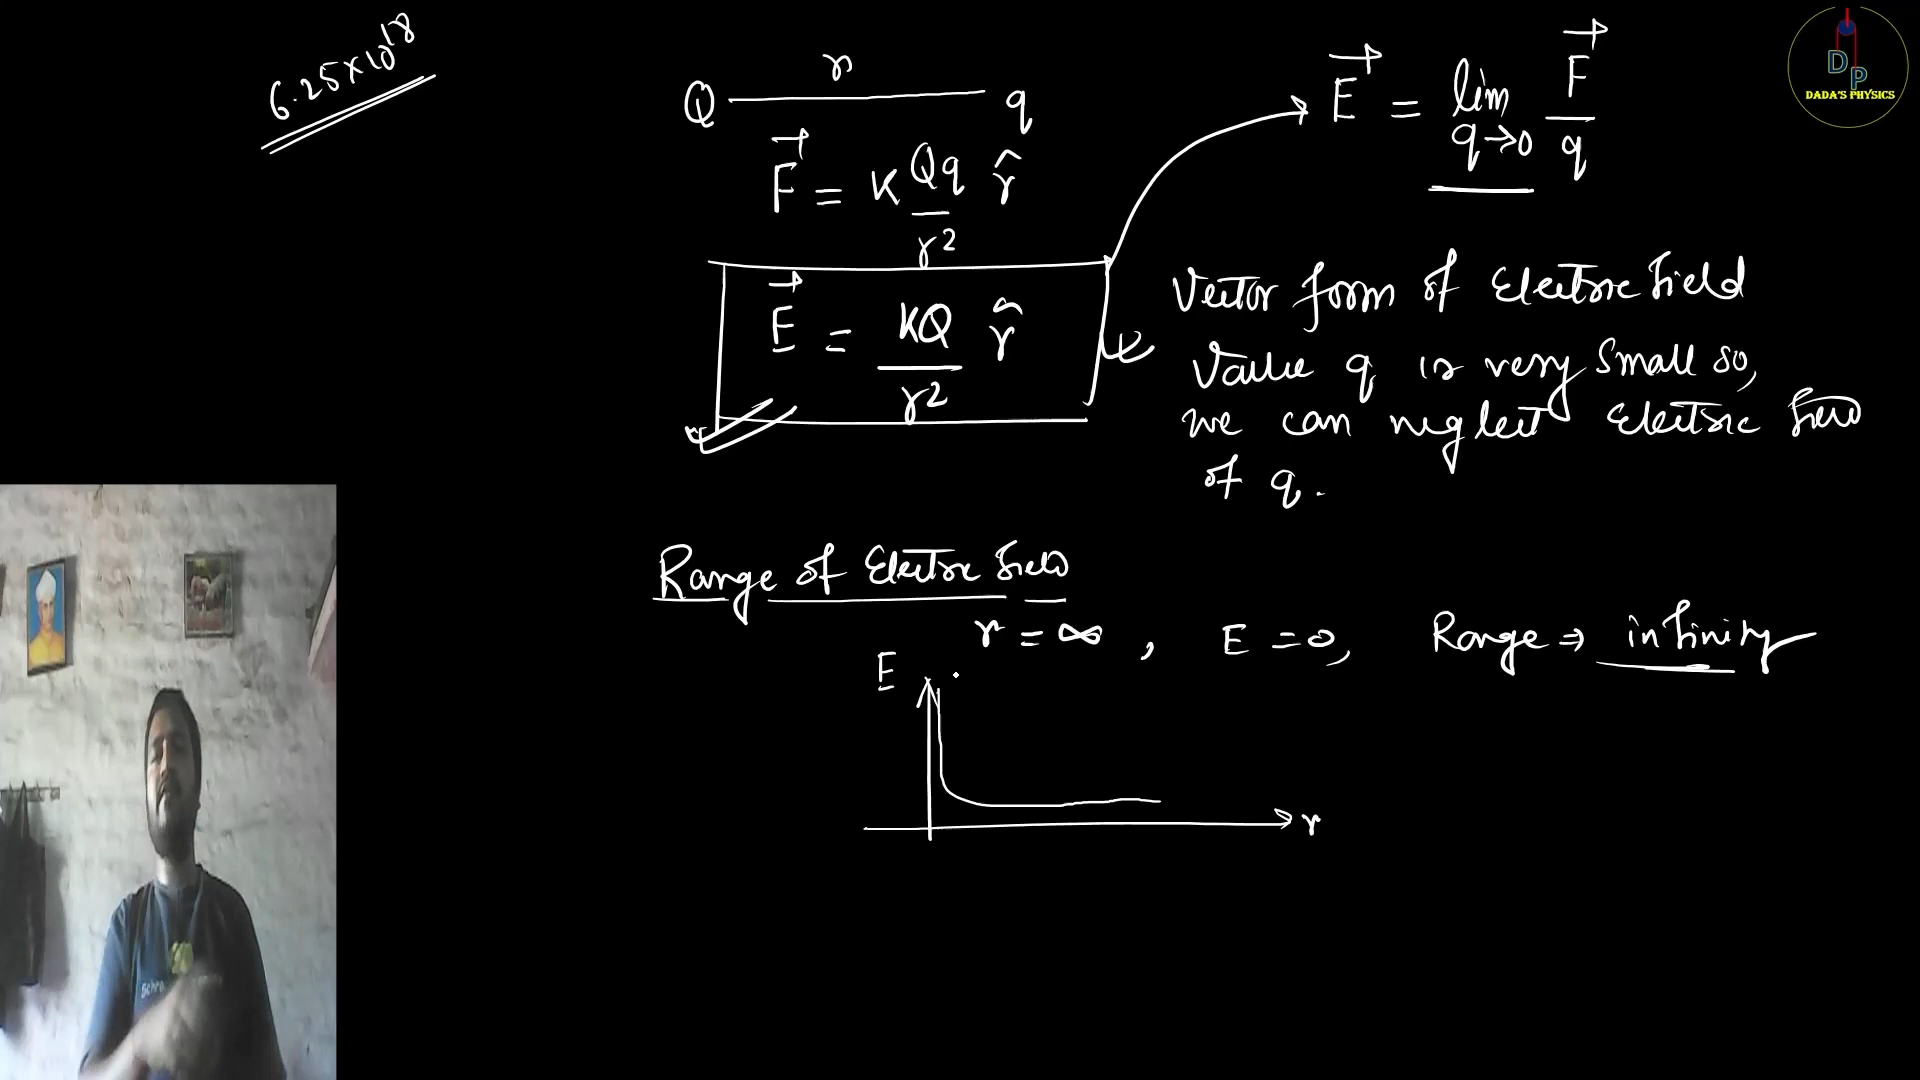 6.25×10^18
Q r q
F⃗ = K Qq/r² r̂
E⃗ = KQ/r² r̂
E⃗ = lim q→0 F⃗/q
DP
DADA'S PHYSICS
Vector form of Electric field
Value q is very small so,
we can neglect Electric field
of q.
Range of Electric field
r = ∞ , E = 0, Range ⇒ infinity
E
r